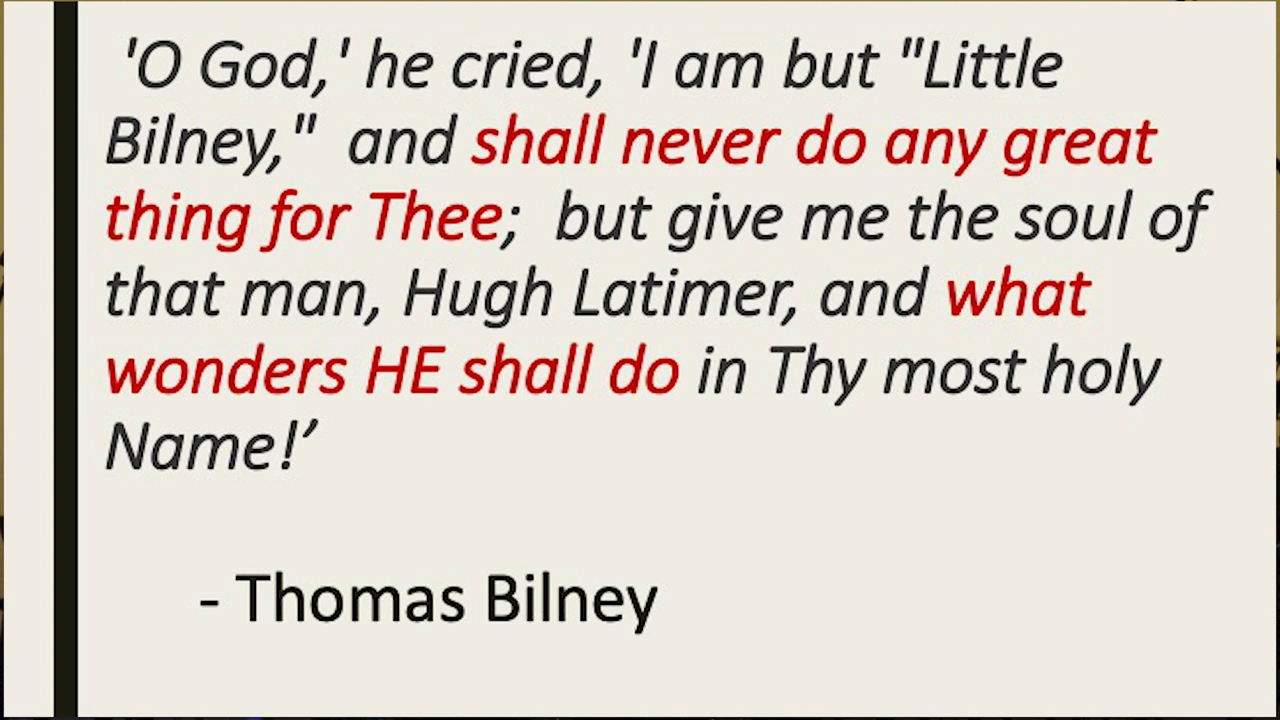 'O God,' he cried, 'I am but "Little
Bilney,"  and shall never do any great
thing for Thee;  but give me the soul of
that man, Hugh Latimer, and what
wonders HE shall do in Thy most holy
Name!’
- Thomas Bilney